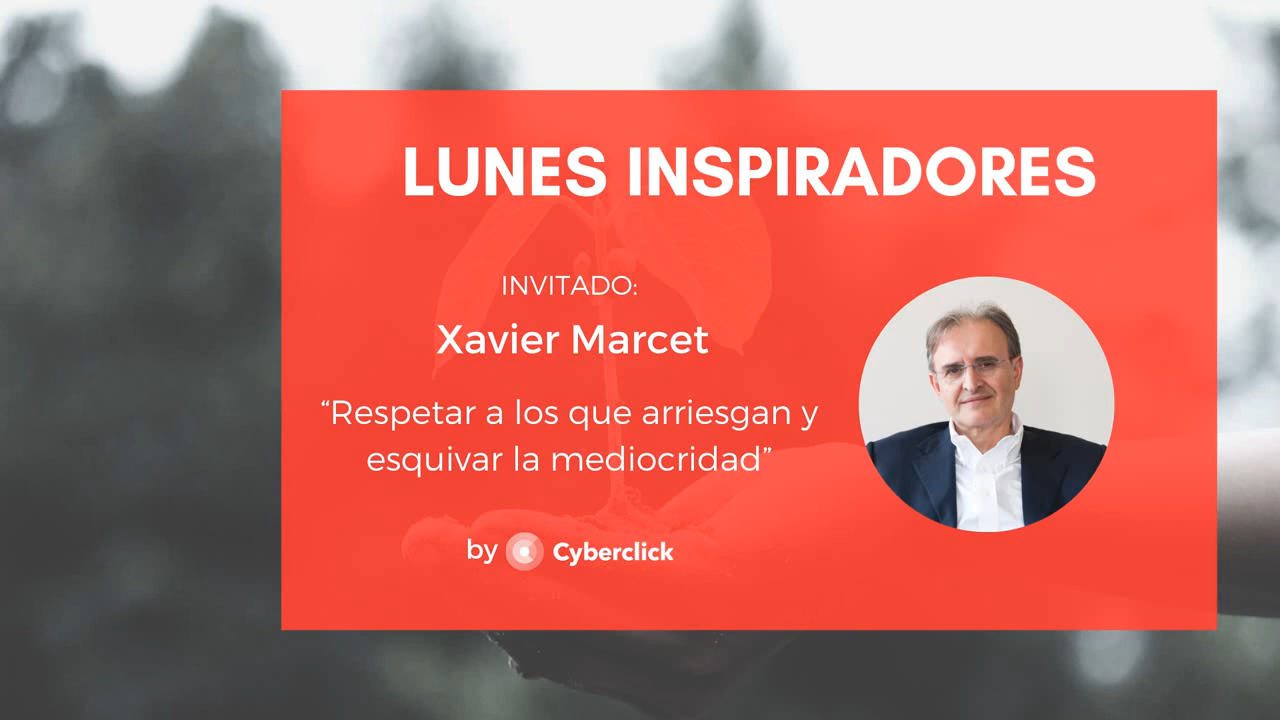 LUNES INSPIRADORES
INVITADO:
Xavier Marcet
“Respetar a los que arriesgan y
esquivar la mediocridad”
by Cyberclick